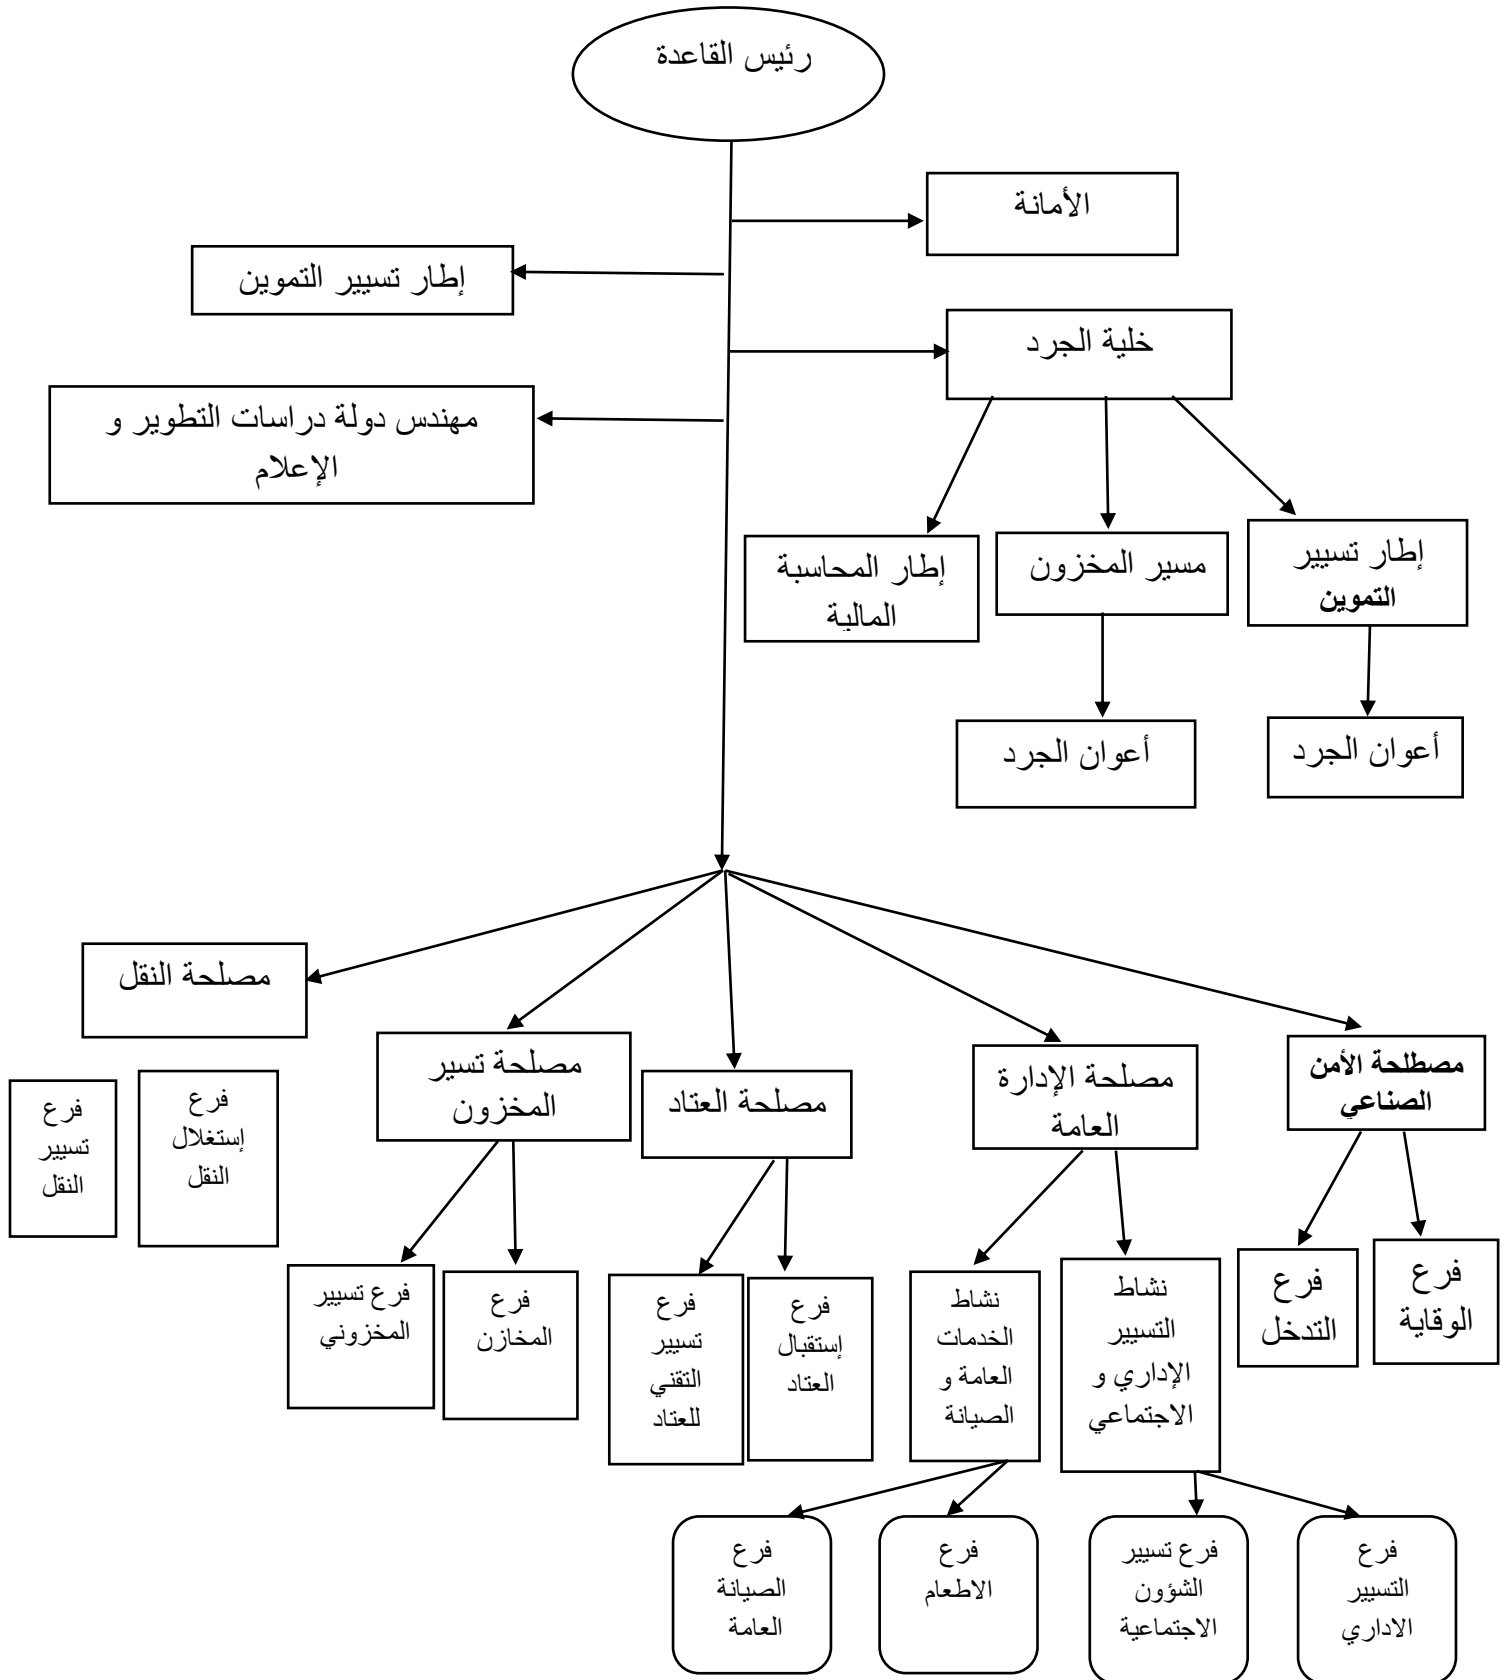 رئيس القاعدة
الأمانة
إطار تسيير التموين
خلية الجرد
مهندس دولة دراسات التطوير و
الإعلام
إطار تسيير
التموين
مسير المخزون
إطار المحاسبة
المالية
أعوان الجرد
أعوان الجرد
مصطلحة الأمن
الصناعي
مصلحة الإدارة
العامة
مصلحة العتاد
مصلحة تسير
المخزون
مصلحة النقل
فرع
الوقاية
فرع
التدخل
نشاط
التسيير
الإداري و
الاجتماعي
نشاط
الخدمات
العامة و
الصيانة
فرع
إستقبال
العتاد
فرع
تسيير
التقني
للعتاد
فرع
المخازن
فرع تسيير
المخزوني
فرع
إستغلال
النقل
فرع
تسيير
النقل
فرع
التسيير
الاداري
فرع تسيير
الشؤون
الاجتماعية
فرع
الاطعام
فرع
الصيانة
العامة